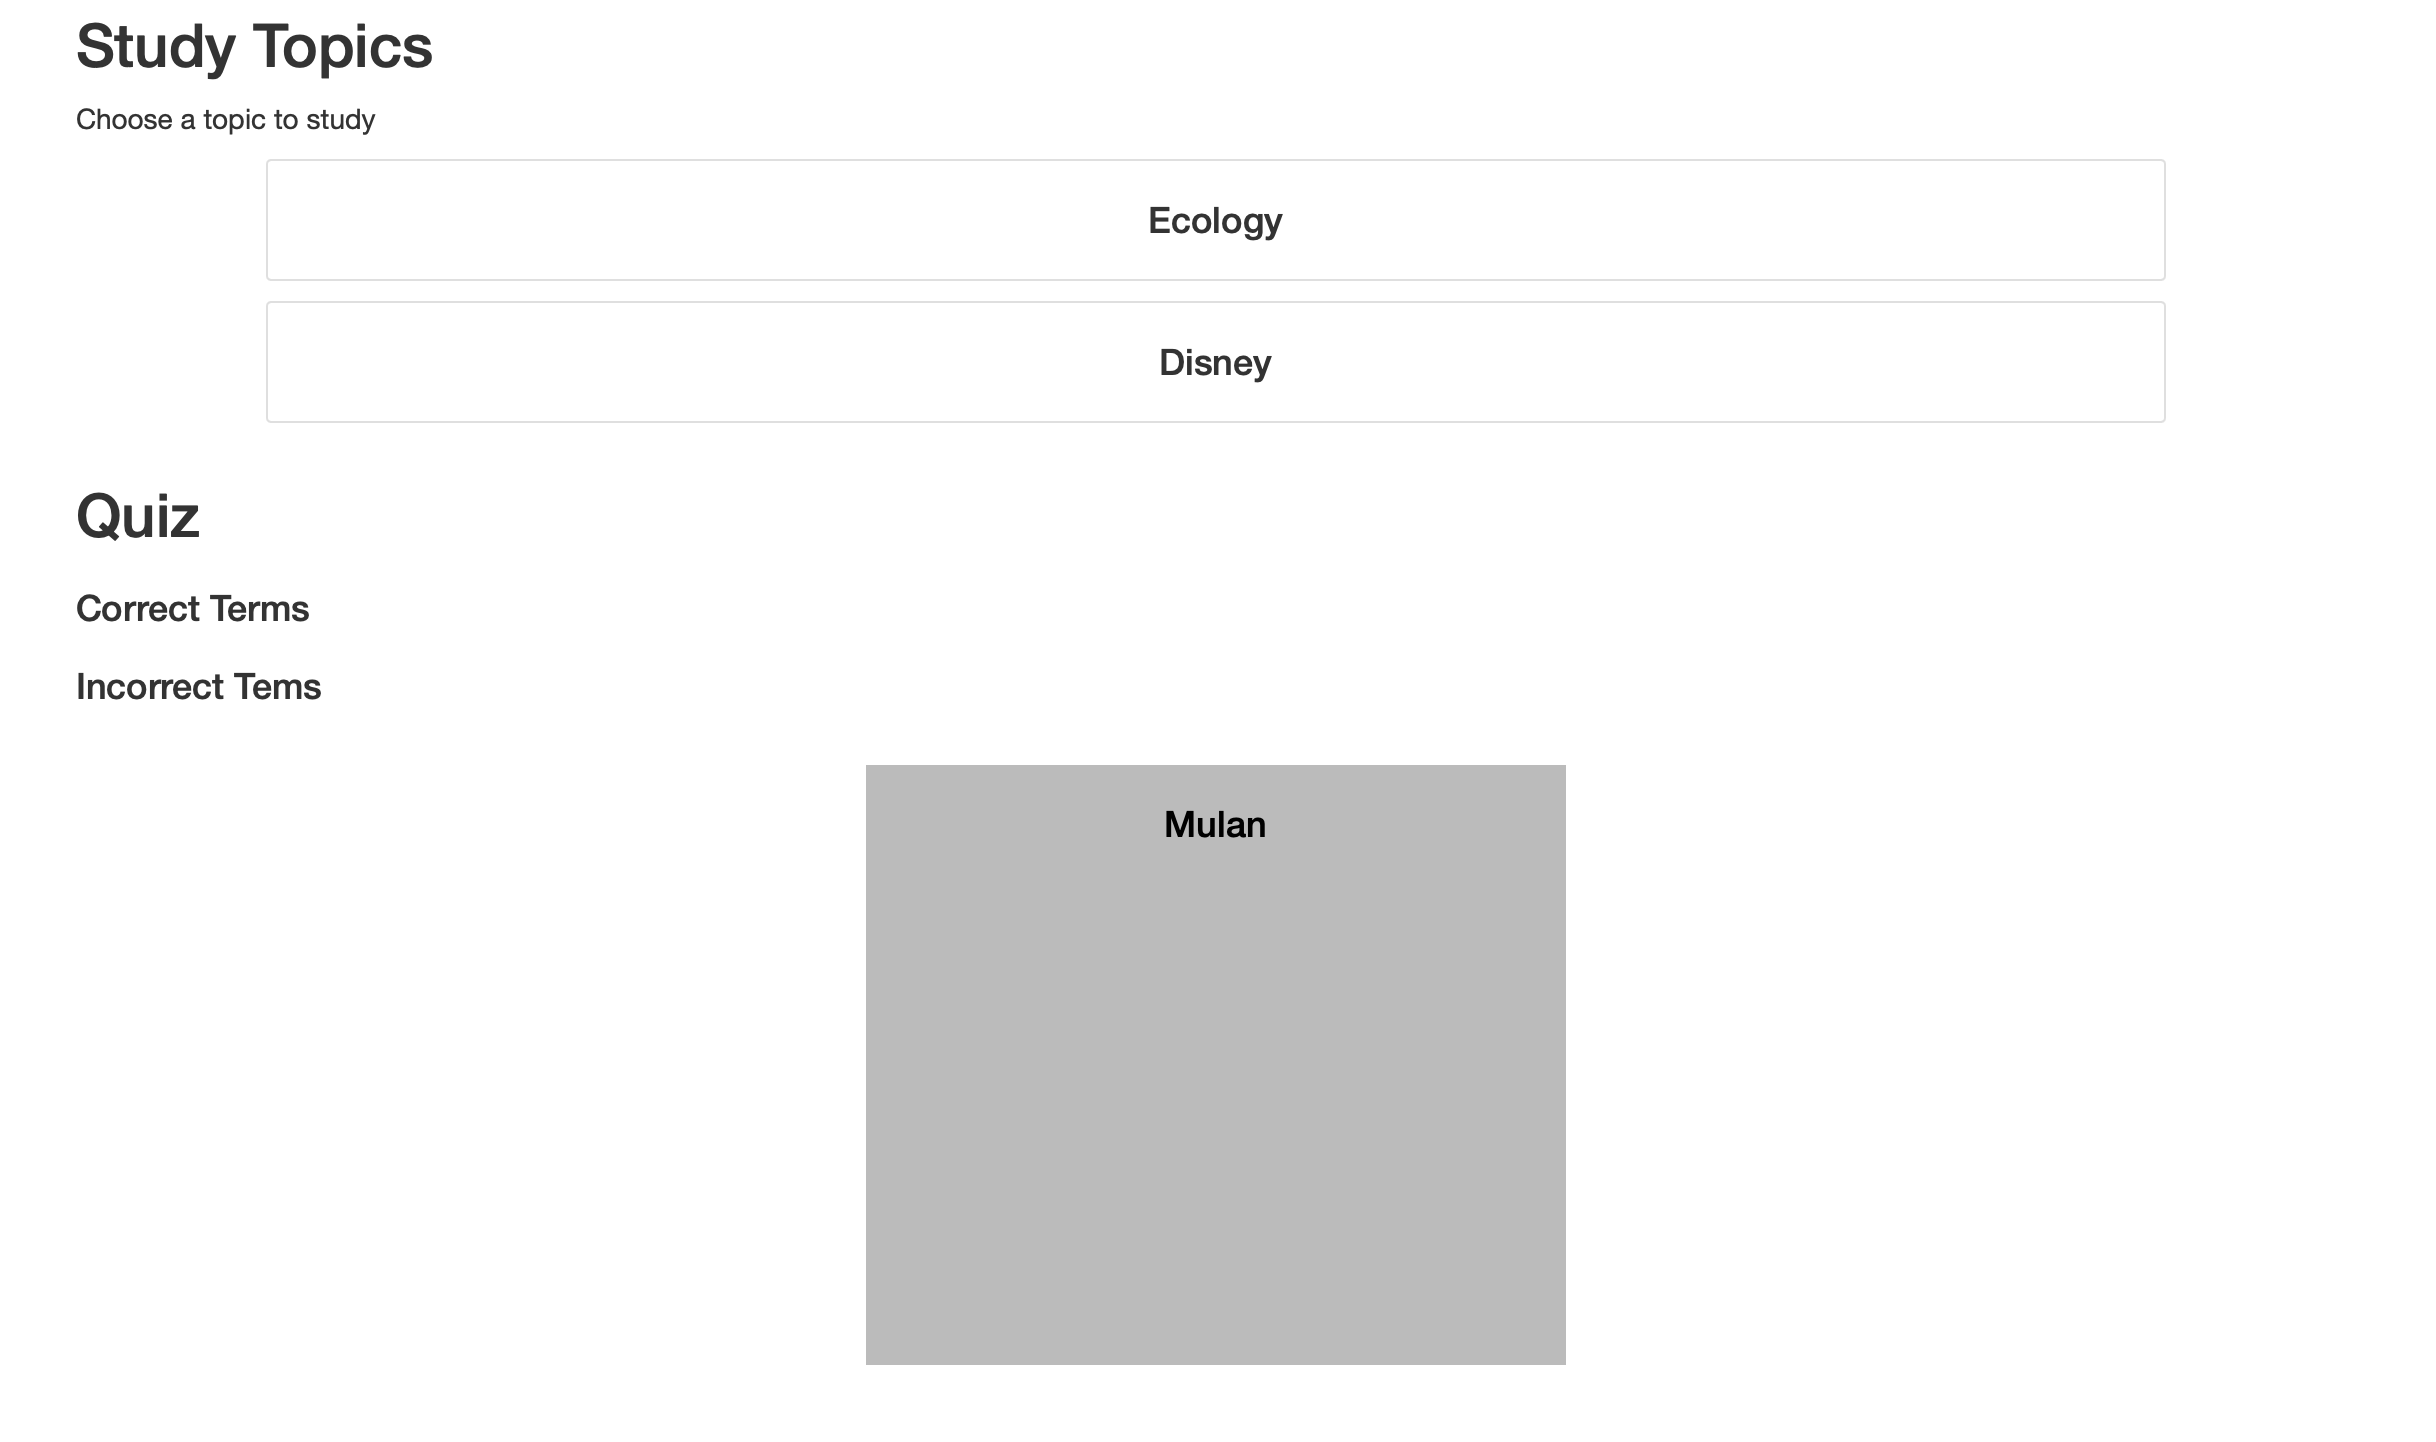 Study Topics
Choose a topic to study
Ecology
Disney
Quiz
Correct Terms
Incorrect Tems
Mulan